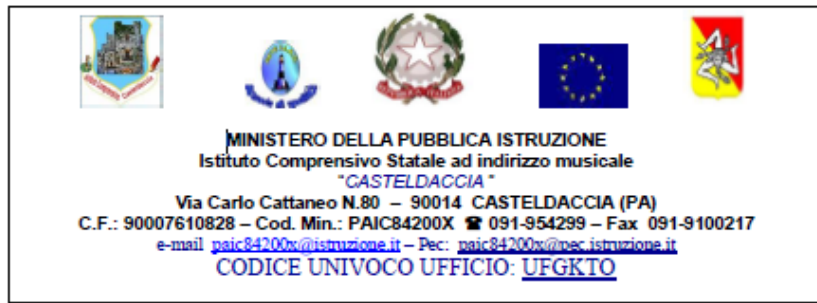 MINISTERO DELLA PUBBLICA ISTRUZIONE
Istituto Comprensivo Statale ad indirizzo musicale
"CASTELDACCIA"
Via Carlo Cattaneo N.80 – 90014 CASTELDACCIA (PA)
C.F.: 90007610828 – Cod. Min.: PAIC84200X ☎ 091-954299 – Fax 091-9100217
e-mail paic84200x@istruzione.it – Pec: paic84200x@pec.istruzione.it
CODICE UNIVOCO UFFICIO: UFGKTO